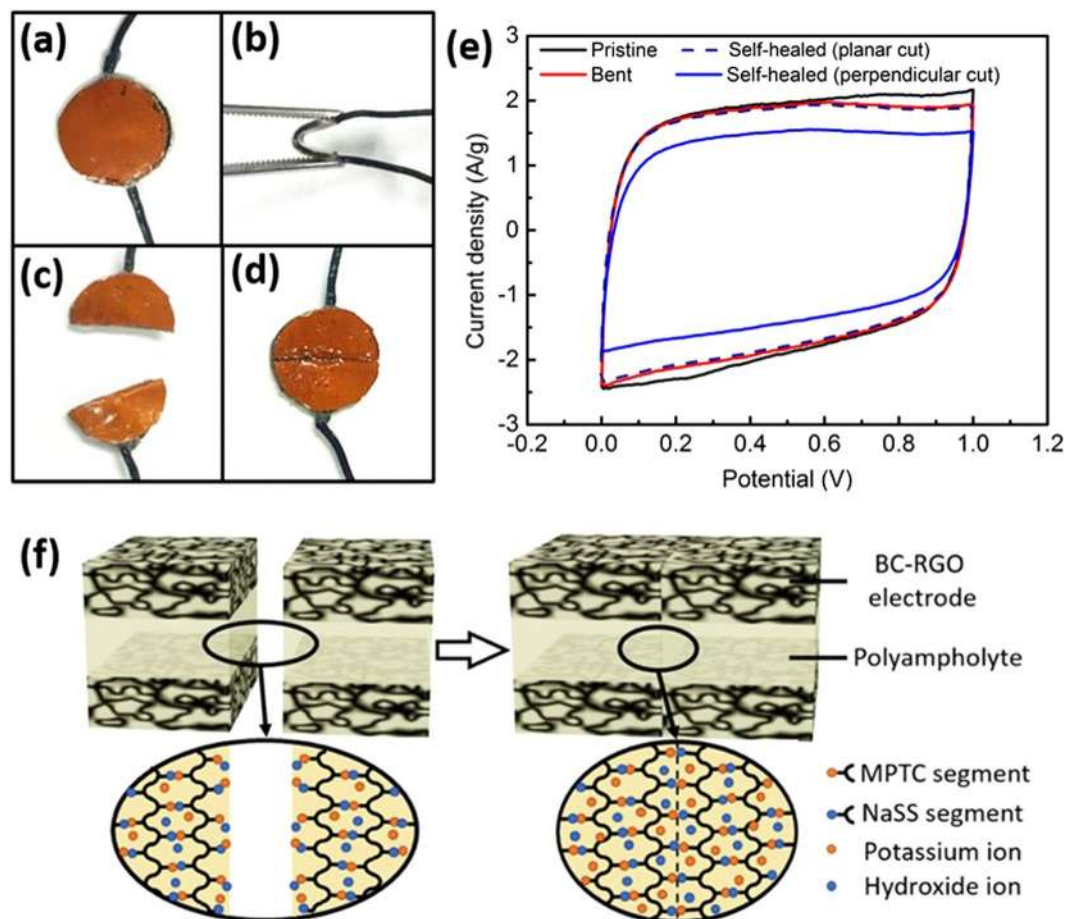 (a)
(b)
(c)
(d)
(e)
Pristine
Self-healed (planar cut)
Bent
Self-healed (perpendicular cut)
3
2
1
0
-1
-2
-3
Current density (A/g)
-0.2
0.0
0.2
0.4
0.6
0.8
1.0
1.2
Potential (V)
(f)
BC-RGO
electrode
Polyampholyte
MPTC segment
NaSS segment
Potassium ion
Hydroxide ion